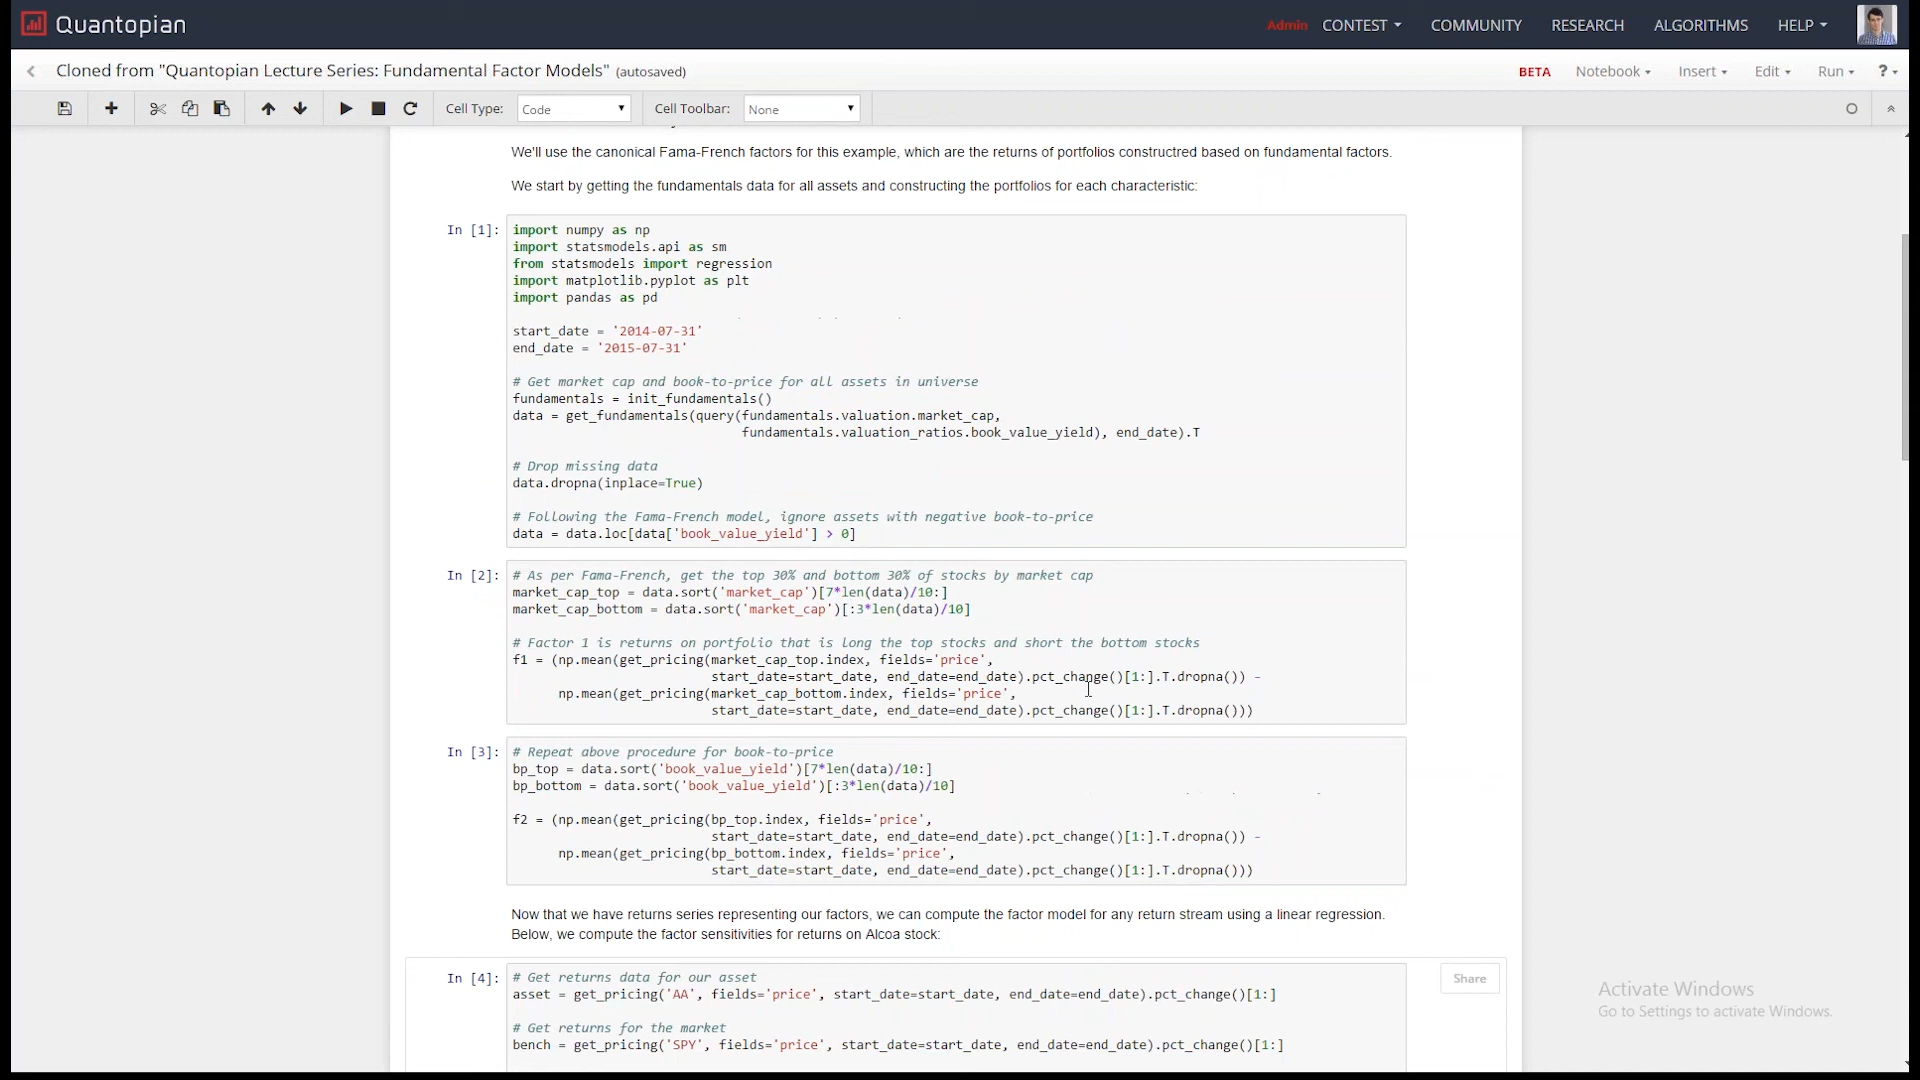 Quantopian
Admin CONTEST COMMUNITY RESEARCH ALGORITHMS HELP
Cloned from "Quantopian Lecture Series: Fundamental Factor Models" (autosaved)
BETA Notebook Insert Edit Run ?
Cell Type: Code Cell Toolbar: None
We'll use the canonical Fama-French factors for this example, which are the returns of portfolios constructred based on fundamental factors.
We start by getting the fundamentals data for all assets and constructing the portfolios for each characteristic:
In [1]:
import numpy as np
import statsmodels.api as sm
from statsmodels import regression
import matplotlib.pyplot as plt
import pandas as pd
start_date = '2014-07-31'
end_date = '2015-07-31'
# Get market cap and book-to-price for all assets in universe
fundamentals = init_fundamentals()
data = get_fundamentals(query(fundamentals.valuation.market_cap,
fundamentals.valuation_ratios.book_value_yield), end_date).T
# Drop missing data
data.dropna(inplace=True)
# Following the Fama-French model, ignore assets with negative book-to-price
data = data.loc[data['book_value_yield'] > 0]
In [2]:
# As per Fama-French, get the top 30% and bottom 30% of stocks by market cap
market_cap_top = data.sort('market_cap')[7*len(data)/10:]
market_cap_bottom = data.sort('market_cap')[:3*len(data)/10]
# Factor 1 is returns on portfolio that is long the top stocks and short the bottom stocks
f1 = (np.mean(get_pricing(market_cap_top.index, fields='price',
start_date=start_date, end_date=end_date).pct_change()[1:].T.dropna()) -
np.mean(get_pricing(market_cap_bottom.index, fields='price',
start_date=start_date, end_date=end_date).pct_change()[1:].T.dropna()))
In [3]:
# Repeat above procedure for book-to-price
bp_top = data.sort('book_value_yield')[7*len(data)/10:]
bp_bottom = data.sort('book_value_yield')[:3*len(data)/10]
f2 = (np.mean(get_pricing(bp_top.index, fields='price',
start_date=start_date, end_date=end_date).pct_change()[1:].T.dropna()) -
np.mean(get_pricing(bp_bottom.index, fields='price',
start_date=start_date, end_date=end_date).pct_change()[1:].T.dropna()))
Now that we have returns series representing our factors, we can compute the factor model for any return stream using a linear regression.
Below, we compute the factor sensitivities for returns on Alcoa stock:
In [4]:
# Get returns data for our asset
asset = get_pricing('AA', fields='price', start_date=start_date, end_date=end_date).pct_change()[1:]
# Get returns for the market
bench = get_pricing('SPY', fields='price', start_date=start_date, end_date=end_date).pct_change()[1:]
Share
Activate Windows
Go to Settings to activate Windows.